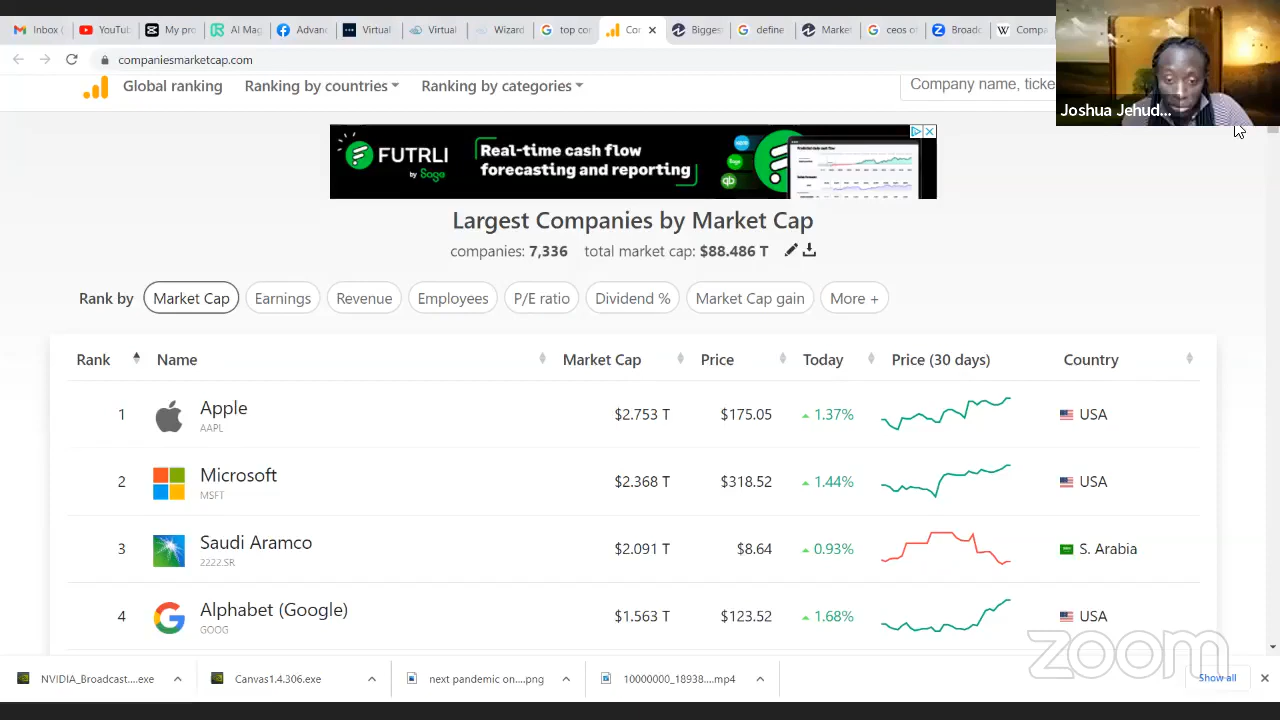 Inbox (
YouTub
My pro
AI Mag
Advan
Virtual
Virtual
Wizard
top cor
Cor
Bigges
define
Market
ceos o
Broadc
Compa
companiesmarketcap.com
Global ranking
Ranking by countries
Ranking by categories
Company name, ticke
Joshua Jehud...
FUTRLI
by Sage
Real-time cash flow
forecasting and reporting
Largest Companies by Market Cap
companies: 7,336 total market cap: $88.486 T
Rank by Market Cap Earnings Revenue Employees P/E ratio Dividend % Market Cap gain More +
Rank Name Market Cap Price Today Price (30 days) Country
1 Apple $2.753 T $175.05 1.37% USA
AAPL
2 Microsoft $2.368 T $318.52 1.44% USA
MSFT
3 Saudi Aramco $2.091 T $8.64 0.93% S. Arabia
2222.SR
4 Alphabet (Google) $1.563 T $123.52 1.68% USA
GOOG
zoom
NVIDIA_Broadcast....exe
Canvas1.4.306.exe
next pandemic on....png
10000000_18938....mp4
Show all